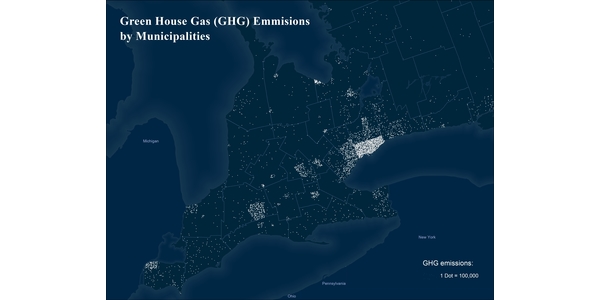 Green House Gas (GHG) Emmisions
by Municipalities
Michigan
New York
GHG emissions:
1 Dot = 100,000
Pennsylvania
Ohio